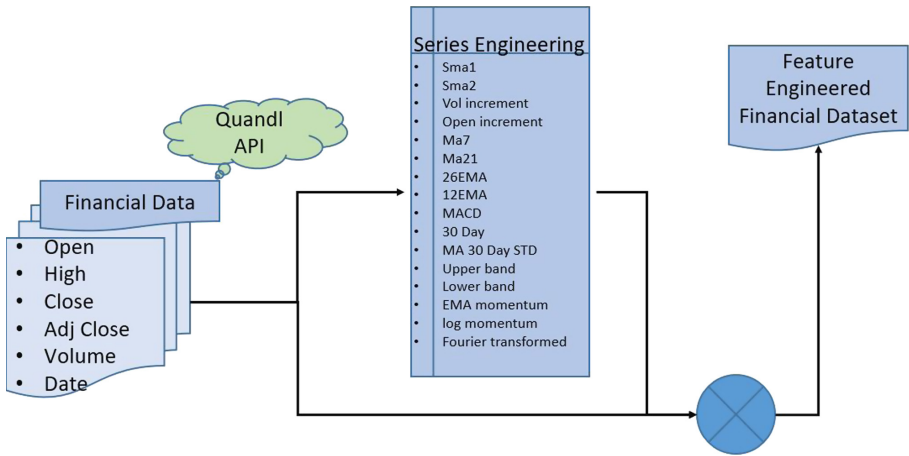 Quandl
API
Financial Data
• Open
• High
• Close
• Adj Close
• Volume
• Date
Series Engineering
• Sma1
• Sma2
• Vol increment
• Open increment
• Ma7
• Ma21
• 26EMA
• 12EMA
• MACD
• 30 Day
• MA 30 Day STD
• Upper band
• Lower band
• EMA momentum
• log momentum
• Fourier transformed
Feature
Engineered
Financial Dataset